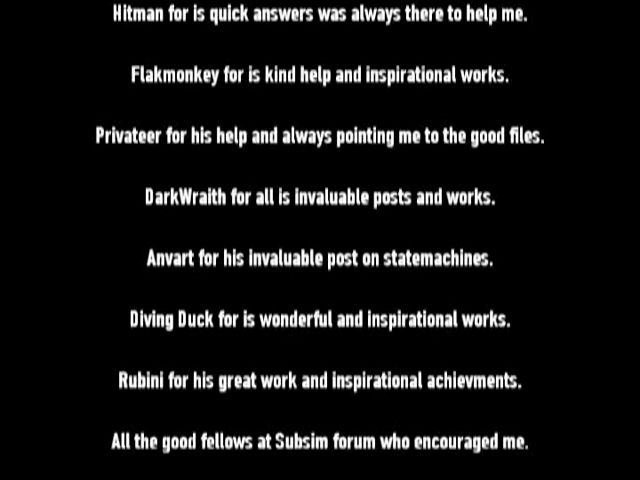 Hitman for is quick answers was always there to help me.
Flakmonkey for is kind help and inspirational works.
Privateer for his help and always pointing me to the good files.
DarkWraith for all is invaluable posts and works.
Anvart for his invaluable post on statemachines.
Diving Duck for is wonderful and inspirational works.
Rubini for his great work and inspirational achievments.
All the good fellows at Subsim forum who encouraged me.